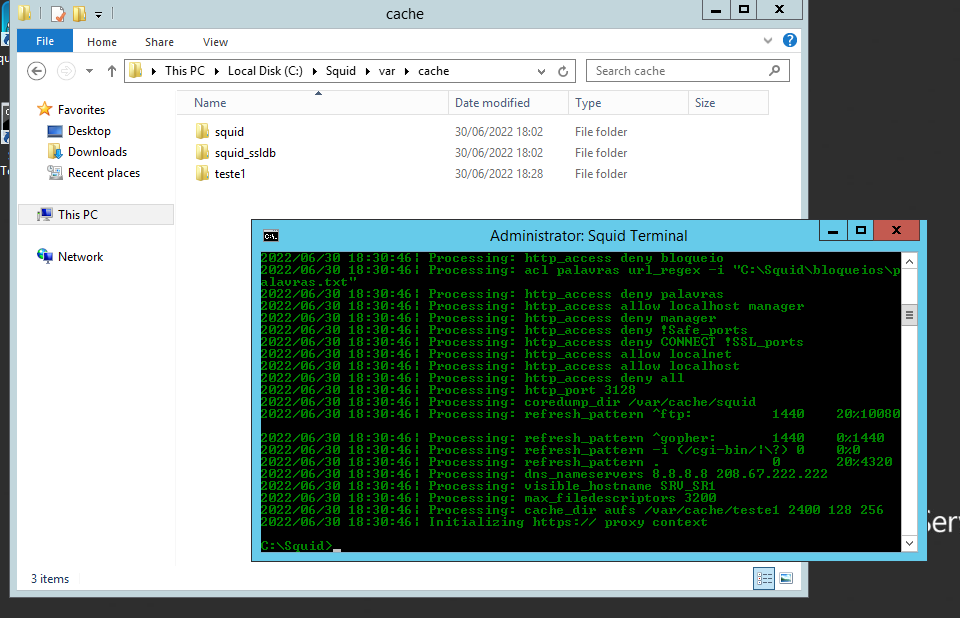 cache
File Home Share View
This PC Local Disk (C:) Squid var cache
Search cache
Favorites
Desktop
Downloads
Recent places
This PC
Network
Name Date modified Type Size
squid 30/06/2022 18:02 File folder
squid_ssldb 30/06/2022 18:02 File folder
teste1 30/06/2022 18:28 File folder
3 items
C:\.
Administrator: Squid Terminal
2022/06/30 18:30:46| Processing: http_access deny bloqueio
2022/06/30 18:30:46| Processing: acl palavras url_regex -i "C:\Squid\bloqueios\p
alavras.txt"
2022/06/30 18:30:46| Processing: http_access deny palavras
2022/06/30 18:30:46| Processing: http_access allow localhost manager
2022/06/30 18:30:46| Processing: http_access deny manager
2022/06/30 18:30:46| Processing: http_access deny !Safe_ports
2022/06/30 18:30:46| Processing: http_access deny CONNECT !SSL_ports
2022/06/30 18:30:46| Processing: http_access allow localnet
2022/06/30 18:30:46| Processing: http_access allow localhost
2022/06/30 18:30:46| Processing: http_access deny all
2022/06/30 18:30:46| Processing: http_port 3128
2022/06/30 18:30:46| Processing: coredump_dir /var/cache/squid
2022/06/30 18:30:46| Processing: refresh_pattern ^ftp: 1440 20%10080
2022/06/30 18:30:46| Processing: refresh_pattern ^gopher: 1440 0%1440
2022/06/30 18:30:46| Processing: refresh_pattern -i (/cgi-bin/|\?) 0 0%0
2022/06/30 18:30:46| Processing: refresh_pattern . 0 20%4320
2022/06/30 18:30:46| Processing: dns_nameservers 8.8.8.8 208.67.222.222
2022/06/30 18:30:46| Processing: visible_hostname SRV_SR1
2022/06/30 18:30:46| Processing: max_filedescriptors 3200
2022/06/30 18:30:46| Processing: cache_dir aufs /var/cache/teste1 2400 128 256
2022/06/30 18:30:46| Initializing https:// proxy context
C:\Squid>_